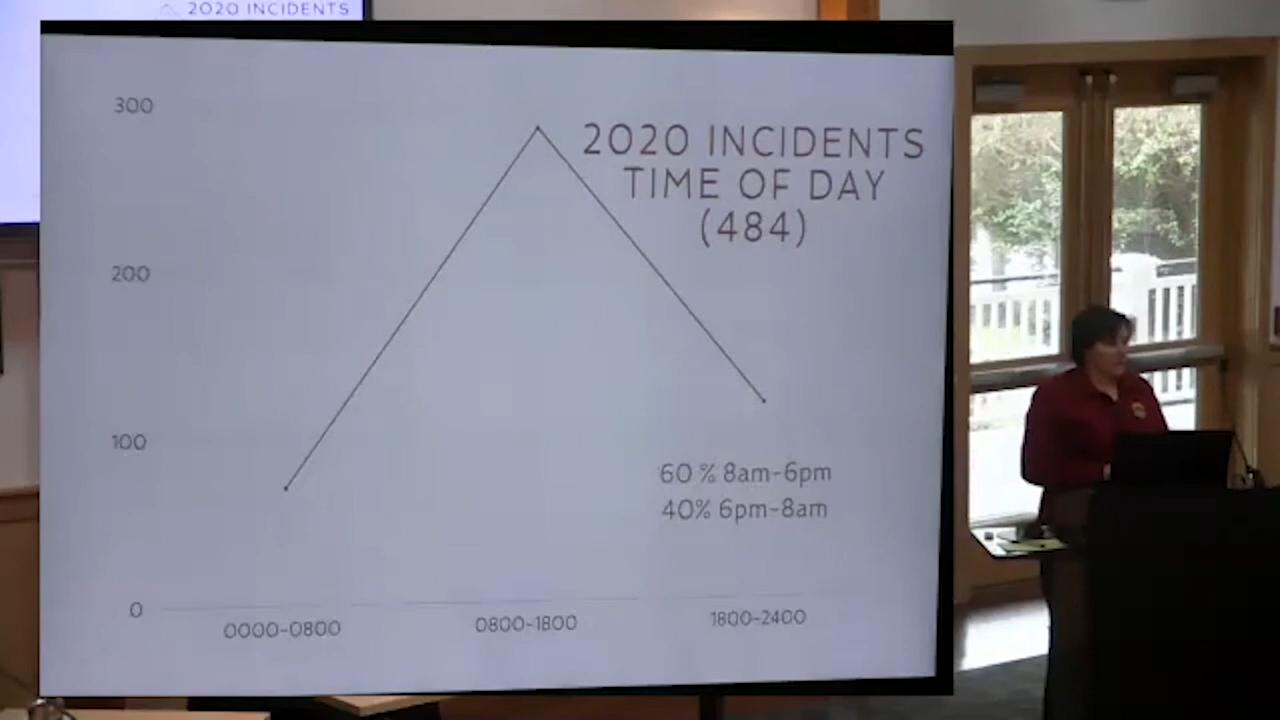 2020 INCIDENTS
300
2020 INCIDENTS
TIME OF DAY
(484)
200
100
60 % 8am-6pm
40% 6pm-8am
0
0000-0800
0800-1800
1800-2400